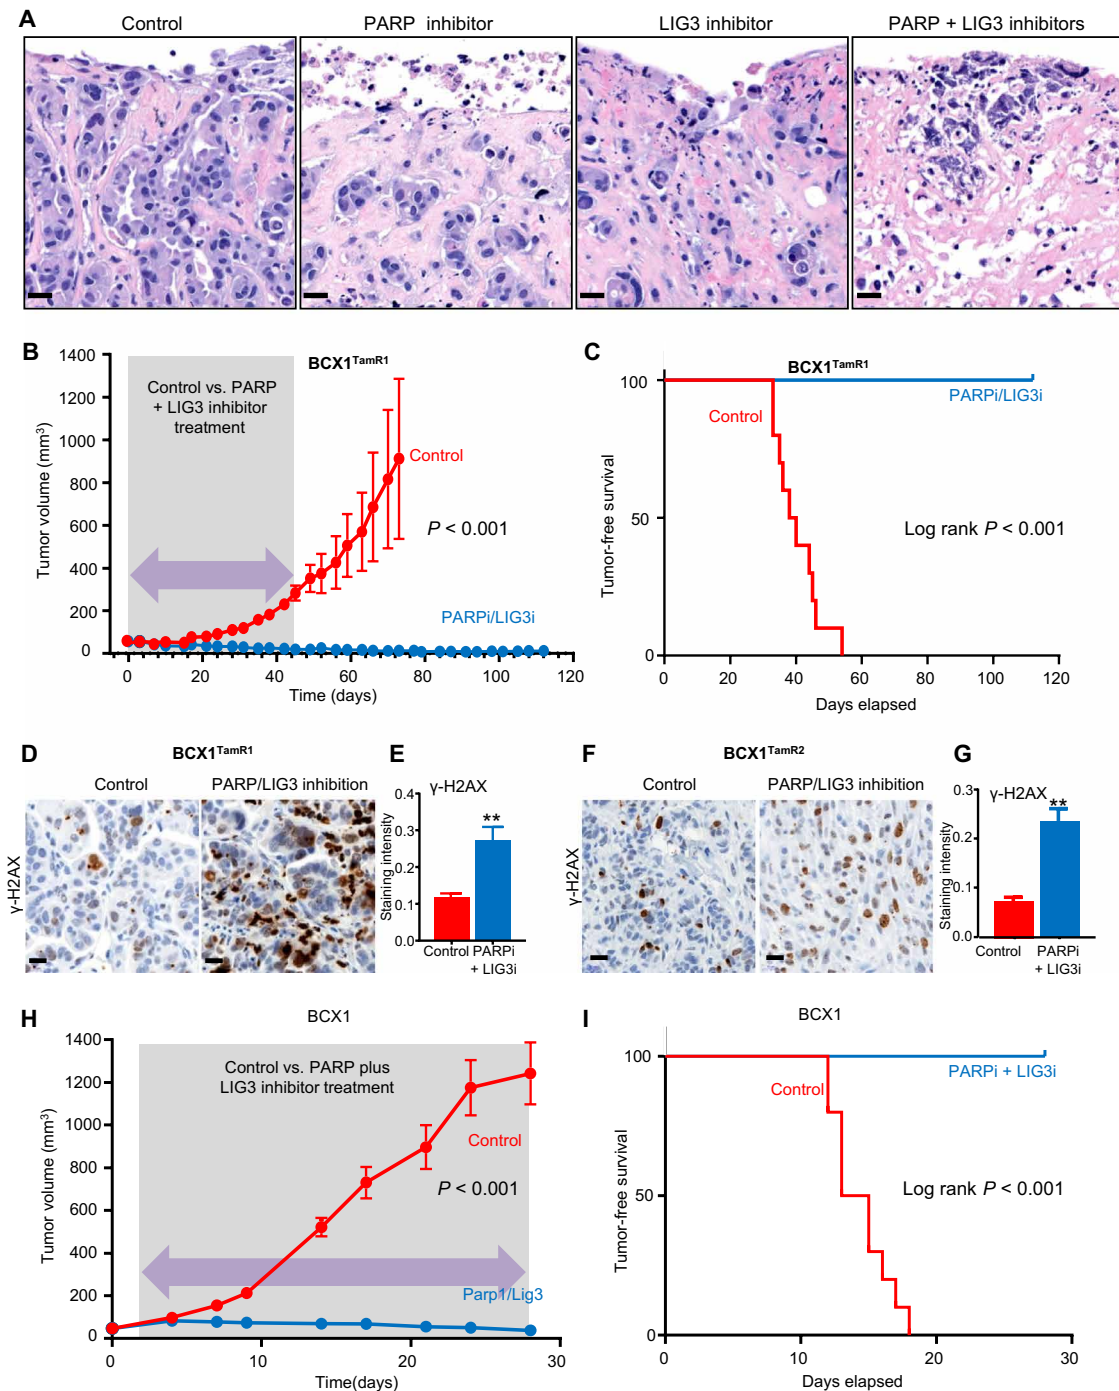 A
Control
PARP inhibitor
LIG3 inhibitor
PARP + LIG3 inhibitors
B
BCX1TamR1
1400
1200
1000
800
600
400
200
0
Tumor volume (mm3)
Control vs. PARP
+ LIG3 inhibitor
treatment
Control
P < 0.001
PARPi/LIG3i
0
20
40
60
80
100
120
Time (days)
C
BCX1TamR1
100
50
0
Tumor-free survival
PARPi/LIG3i
Control
Log rank P < 0.001
0
20
40
60
80
100
120
Days elapsed
D
BCX1TamR1
Control
PARP/LIG3 inhibition
γ-H2AX
E
γ-H2AX
0.4
0.3
0.2
0.1
0.0
Staining intensity
**
Control
PARPi
+ LIG3i
F
BCX1TamR2
Control
PARP/LIG3 inhibition
γ-H2AX
G
γ-H2AX
0.3
0.2
0.1
0.0
Staining intensity
**
Control
PARPi
+ LIG3i
H
BCX1
1400
1200
1000
800
600
400
200
0
Tumor volume (mm3)
Control vs. PARP plus
LIG3 inhibitor treatment
Control
P < 0.001
Parp1/Lig3
0
10
20
30
Time(days)
I
BCX1
100
50
0
Tumor-free survival
PARPi + LIG3i
Control
Log rank P < 0.001
0
10
20
30
Days elapsed